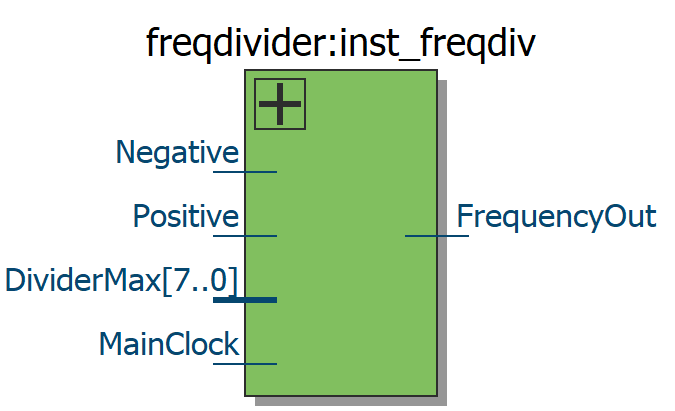 freqdivider:inst_freqdiv
Negative
Positive
FrequencyOut
DividerMax[7..0]
MainClock